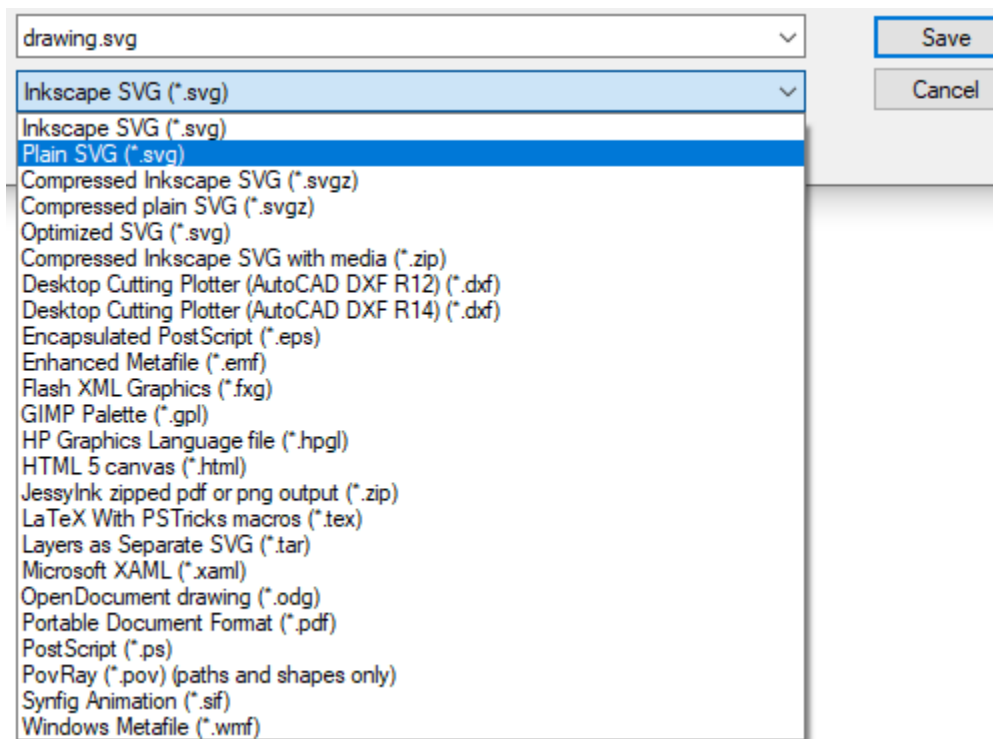 drawing.svg
Save
Inkscape SVG (*.svg)
Cancel
Inkscape SVG (*.svg)
Plain SVG (*.svg)
Compressed Inkscape SVG (*.svgz)
Compressed plain SVG (*.svgz)
Optimized SVG (*.svg)
Compressed Inkscape SVG with media (*.zip)
Desktop Cutting Plotter (AutoCAD DXF R12) (*.dxf)
Desktop Cutting Plotter (AutoCAD DXF R14) (*.dxf)
Encapsulated PostScript (*.eps)
Enhanced Metafile (*.emf)
Flash XML Graphics (*.fxg)
GIMP Palette (*.gpl)
HP Graphics Language file (*.hpgl)
HTML 5 canvas (*.html)
JessyInk zipped pdf or png output (*.zip)
LaTeX With PSTricks macros (*.tex)
Layers as Separate SVG (*.tar)
Microsoft XAML (*.xaml)
OpenDocument drawing (*.odg)
Portable Document Format (*.pdf)
PostScript (*.ps)
PovRay (*.pov) (paths and shapes only)
Synfig Animation (*.sif)
Windows Metafile (*.wmf)